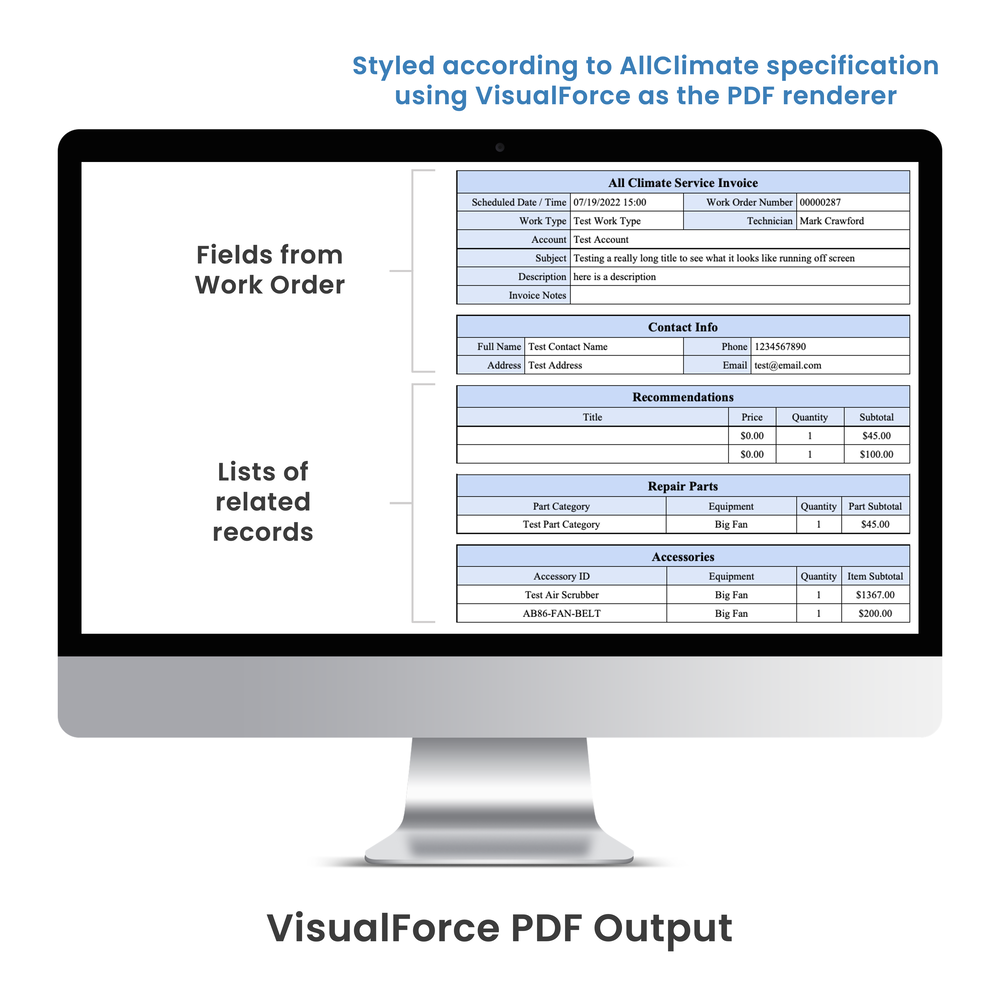 Styled according to AllClimate specification
using VisualForce as the PDF renderer
Fields from
Work Order
All Climate Service Invoice
Scheduled Date / Time 07/19/2022 15:00 Work Order Number 00000287
Work Type Test Work Type Technician Mark Crawford
Account Test Account
Subject Testing a really long title to see what it looks like running off screen
Description here is a description
Invoice Notes
Contact Info
Full Name Test Contact Name Phone 1234567890
Address Test Address Email test@email.com
Lists of
related
records
Recommendations
Title Price Quantity Subtotal
$0.00 1 $45.00
$0.00 1 $100.00
Repair Parts
Part Category Equipment Quantity Part Subtotal
Test Part Category Big Fan 1 $45.00
Accessories
Accessory ID Equipment Quantity Item Subtotal
Test Air Scrubber Big Fan 1 $1367.00
AB86-FAN-BELT Big Fan 1 $200.00
VisualForce PDF Output